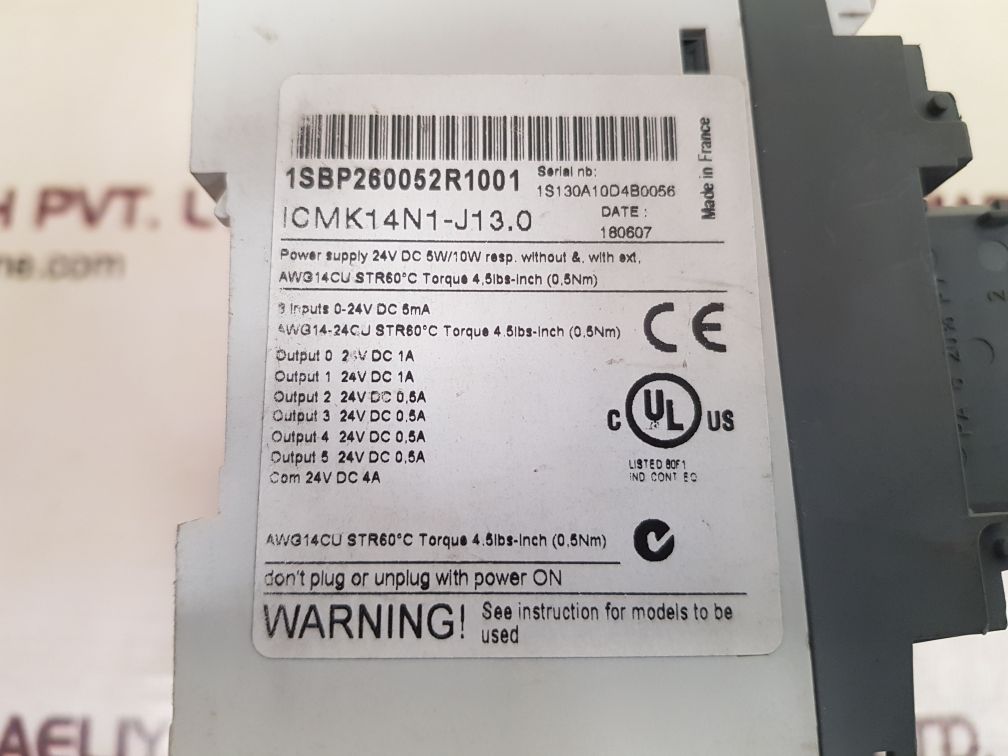 1SBP260052R1001
Serial nb:
1S130A10D4B0056
Made in France
ICMK14N1-J13.0
DATE :
180607
Power supply 24V DC 5W/10W resp. without &. with ext.
AWG14CU STR60°C Torque 4.5lbs-inch (0.5Nm)
8 Inputs 0-24V DC 5mA
AWG14-24CU STR60°C Torque 4.5lbs-inch (0.5Nm)
Output 0 24V DC 1A
Output 1 24V DC 1A
Output 2 24V DC 0.5A
Output 3 24V DC 0.5A
Output 4 24V DC 0.5A
Output 5 24V DC 0.5A
Com 24V DC 4A
CE
C UL US
LISTED 80F1
IND CONT EQ
AWG14CU STR60°C Torque 4.5lbs-inch (0.5Nm)
don't plug or unplug with power ON
WARNING! See instruction for models to be
used
H PVT. L
ne.com
AELIY
LTD.